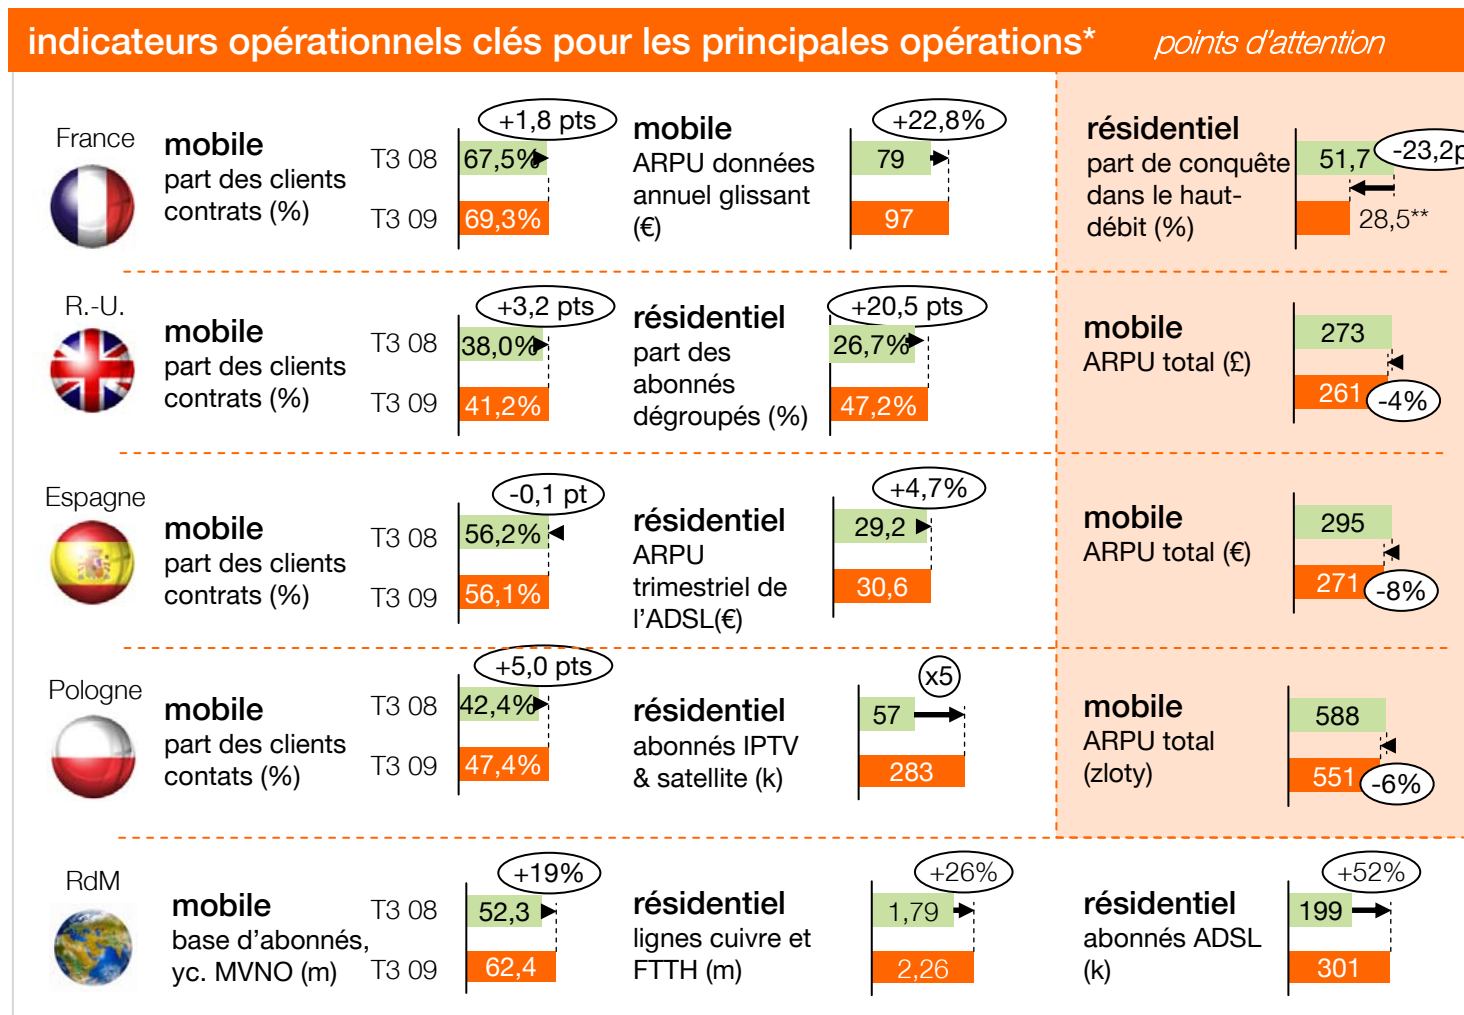 indicateurs opérationnels clés pour les principales opérations*
points d'attention
France
mobile
part des clients
contrats (%)
T3 08
T3 09
67,5%
69,3%
+1,8 pts
mobile
ARPU données
annuel glissant
(€)
79
97
+22,8%
résidentiel
part de conquête
dans le haut-
débit (%)
51,7
-23,2p
28,5**
R.-U.
mobile
part des clients
contrats (%)
T3 08
T3 09
38,0%
41,2%
+3,2 pts
résidentiel
part des
abonnés
dégroupés (%)
26,7%
47,2%
+20,5 pts
mobile
ARPU total (£)
273
261
-4%
Espagne
mobile
part des clients
contrats (%)
T3 08
T3 09
56,2%
56,1%
-0,1 pt
résidentiel
ARPU
trimestriel de
l'ADSL(€)
29,2
30,6
+4,7%
mobile
ARPU total (€)
295
271
-8%
Pologne
mobile
part des clients
contats (%)
T3 08
T3 09
42,4%
47,4%
+5,0 pts
résidentiel
abonnés IPTV
& satellite (k)
57
283
x5
mobile
ARPU total
(zloty)
588
551
-6%
RdM
mobile
base d'abonnés,
yc. MVNO (m)
T3 08
T3 09
52,3
62,4
+19%
résidentiel
lignes cuivre et
FTTH (m)
1,79
2,26
+26%
résidentiel
abonnés ADSL
(k)
199
301
+52%